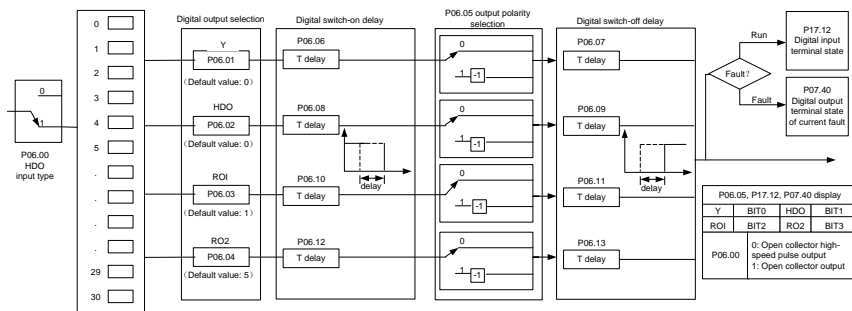 Digital output selection
Digital switch-on delay
P06.05 output polarity
selection
Digital switch-off delay
0
1
2
3
4
5
.
.
.
.
29
30
0
1
P06.00
HDO
input type
Y
P06.01
(Default value: 0)
HDO
P06.02
(Default value: 0)
ROI
P06.03
(Default value: 1)
RO2
P06.04
(Default value: 5)
P06.06
T delay
P06.08
T delay
delay
P06.10
T delay
P06.12
T delay
0
1
-1
0
1
-1
0
1
-1
0
1
-1
P06.07
T delay
P06.09
T delay
delay
P06.11
T delay
P06.13
T delay
Run
Fault?
Fault
P17.12
Digital input
terminal state
P07.40
Digital output
terminal state
of current fault
P06.05, P17.12, P07.40 display
Y BIT0 HDO BIT1
ROI BIT2 RO2 BIT3
P06.00
0: Open collector high-
speed pulse output
1: Open collector output